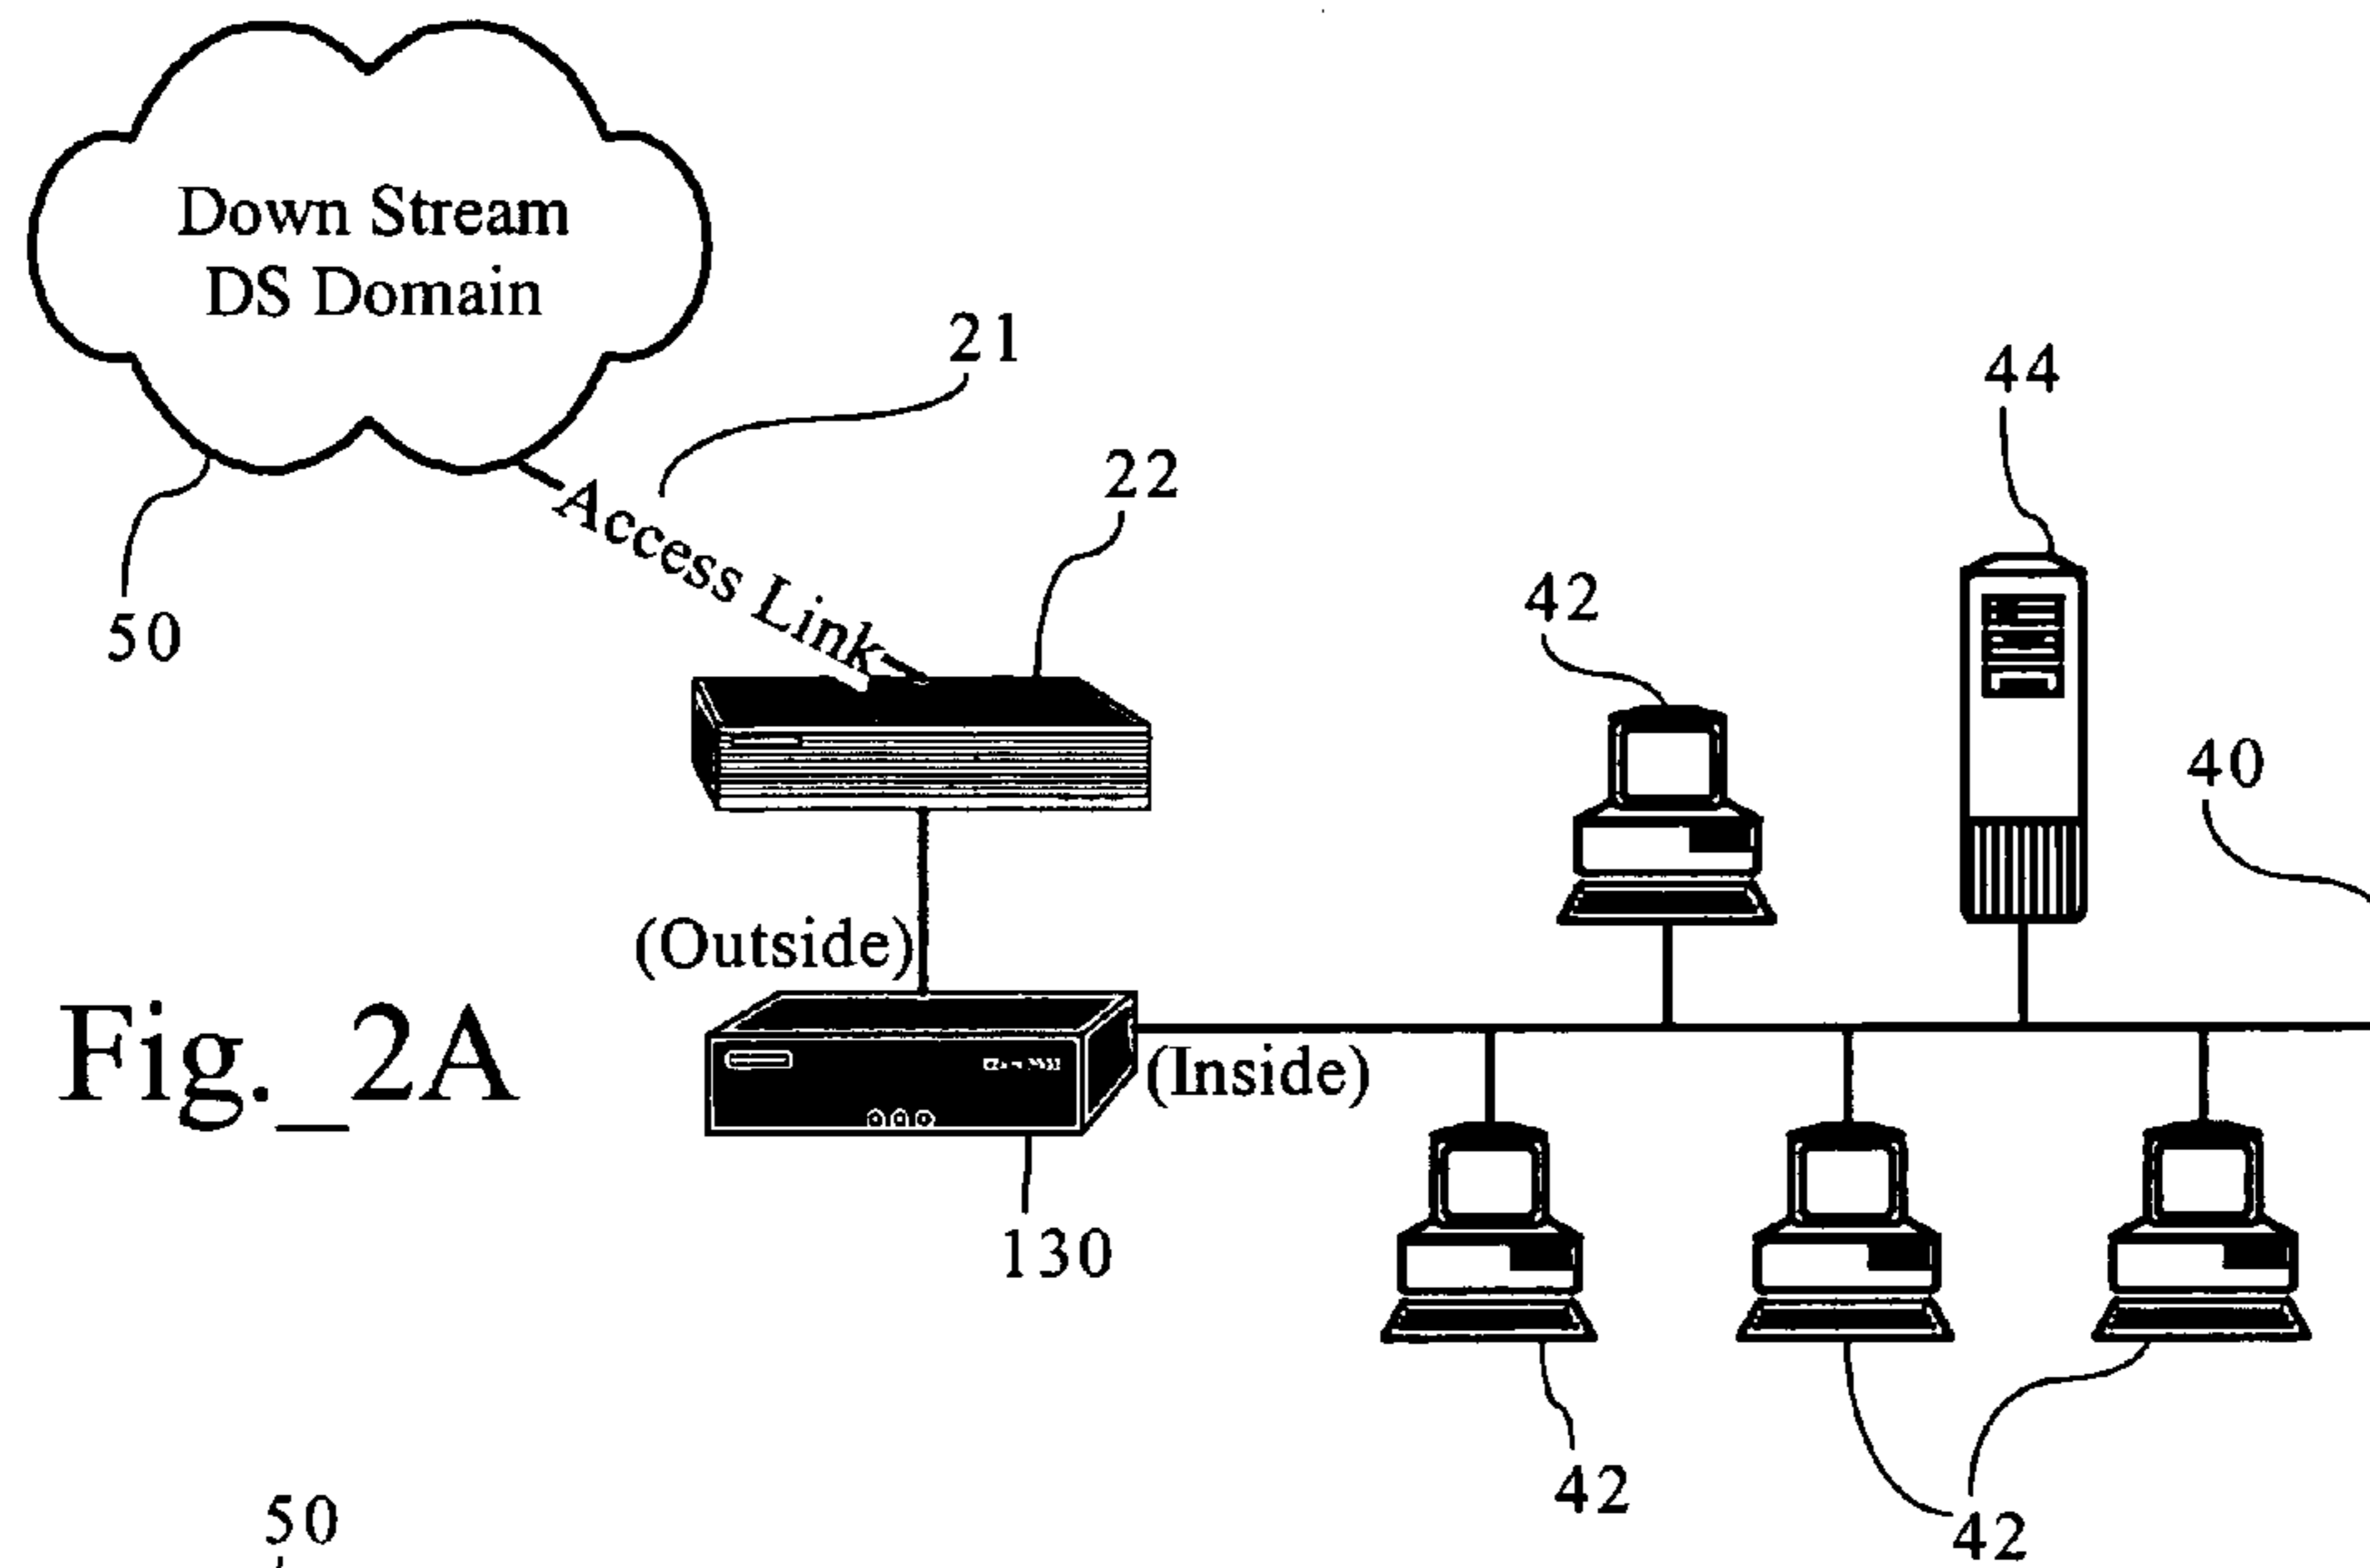 Down Stream
DS Domain
21
44
22
Access Link
42
50
40
(Outside)
Fig._2A
(Inside)
130
42
42
50